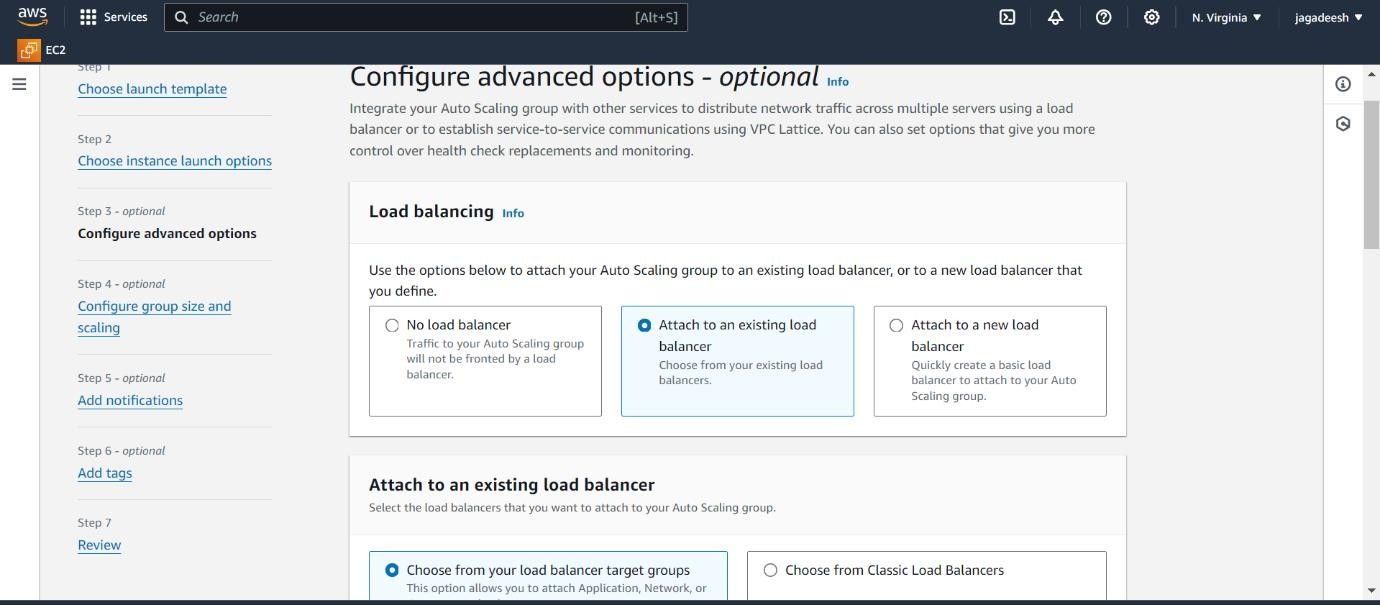 aws
Services
Search
[Alt+S]
N. Virginia
jagadeesh
EC2
Step 1
Choose launch template
Step 2
Choose instance launch options
Step 3 - optional
Configure advanced options
Step 4 - optional
Configure group size and
scaling
Step 5 - optional
Add notifications
Step 6 - optional
Add tags
Step 7
Review
Configure advanced options - optional Info
Integrate your Auto Scaling group with other services to distribute network traffic across multiple servers using a load
balancer or to establish service-to-service communications using VPC Lattice. You can also set options that give you more
control over health check replacements and monitoring.
Load balancing Info
Use the options below to attach your Auto Scaling group to an existing load balancer, or to a new load balancer that
you define.
No load balancer
Traffic to your Auto Scaling group
will not be fronted by a load
balancer.
Attach to an existing load
balancer
Choose from your existing load
balancers.
Attach to a new load
balancer
Quickly create a basic load
balancer to attach to your Auto
Scaling group.
Attach to an existing load balancer
Select the load balancers that you want to attach to your Auto Scaling group.
Choose from your load balancer target groups
This option allows you to attach Application, Network, or
Choose from Classic Load Balancers